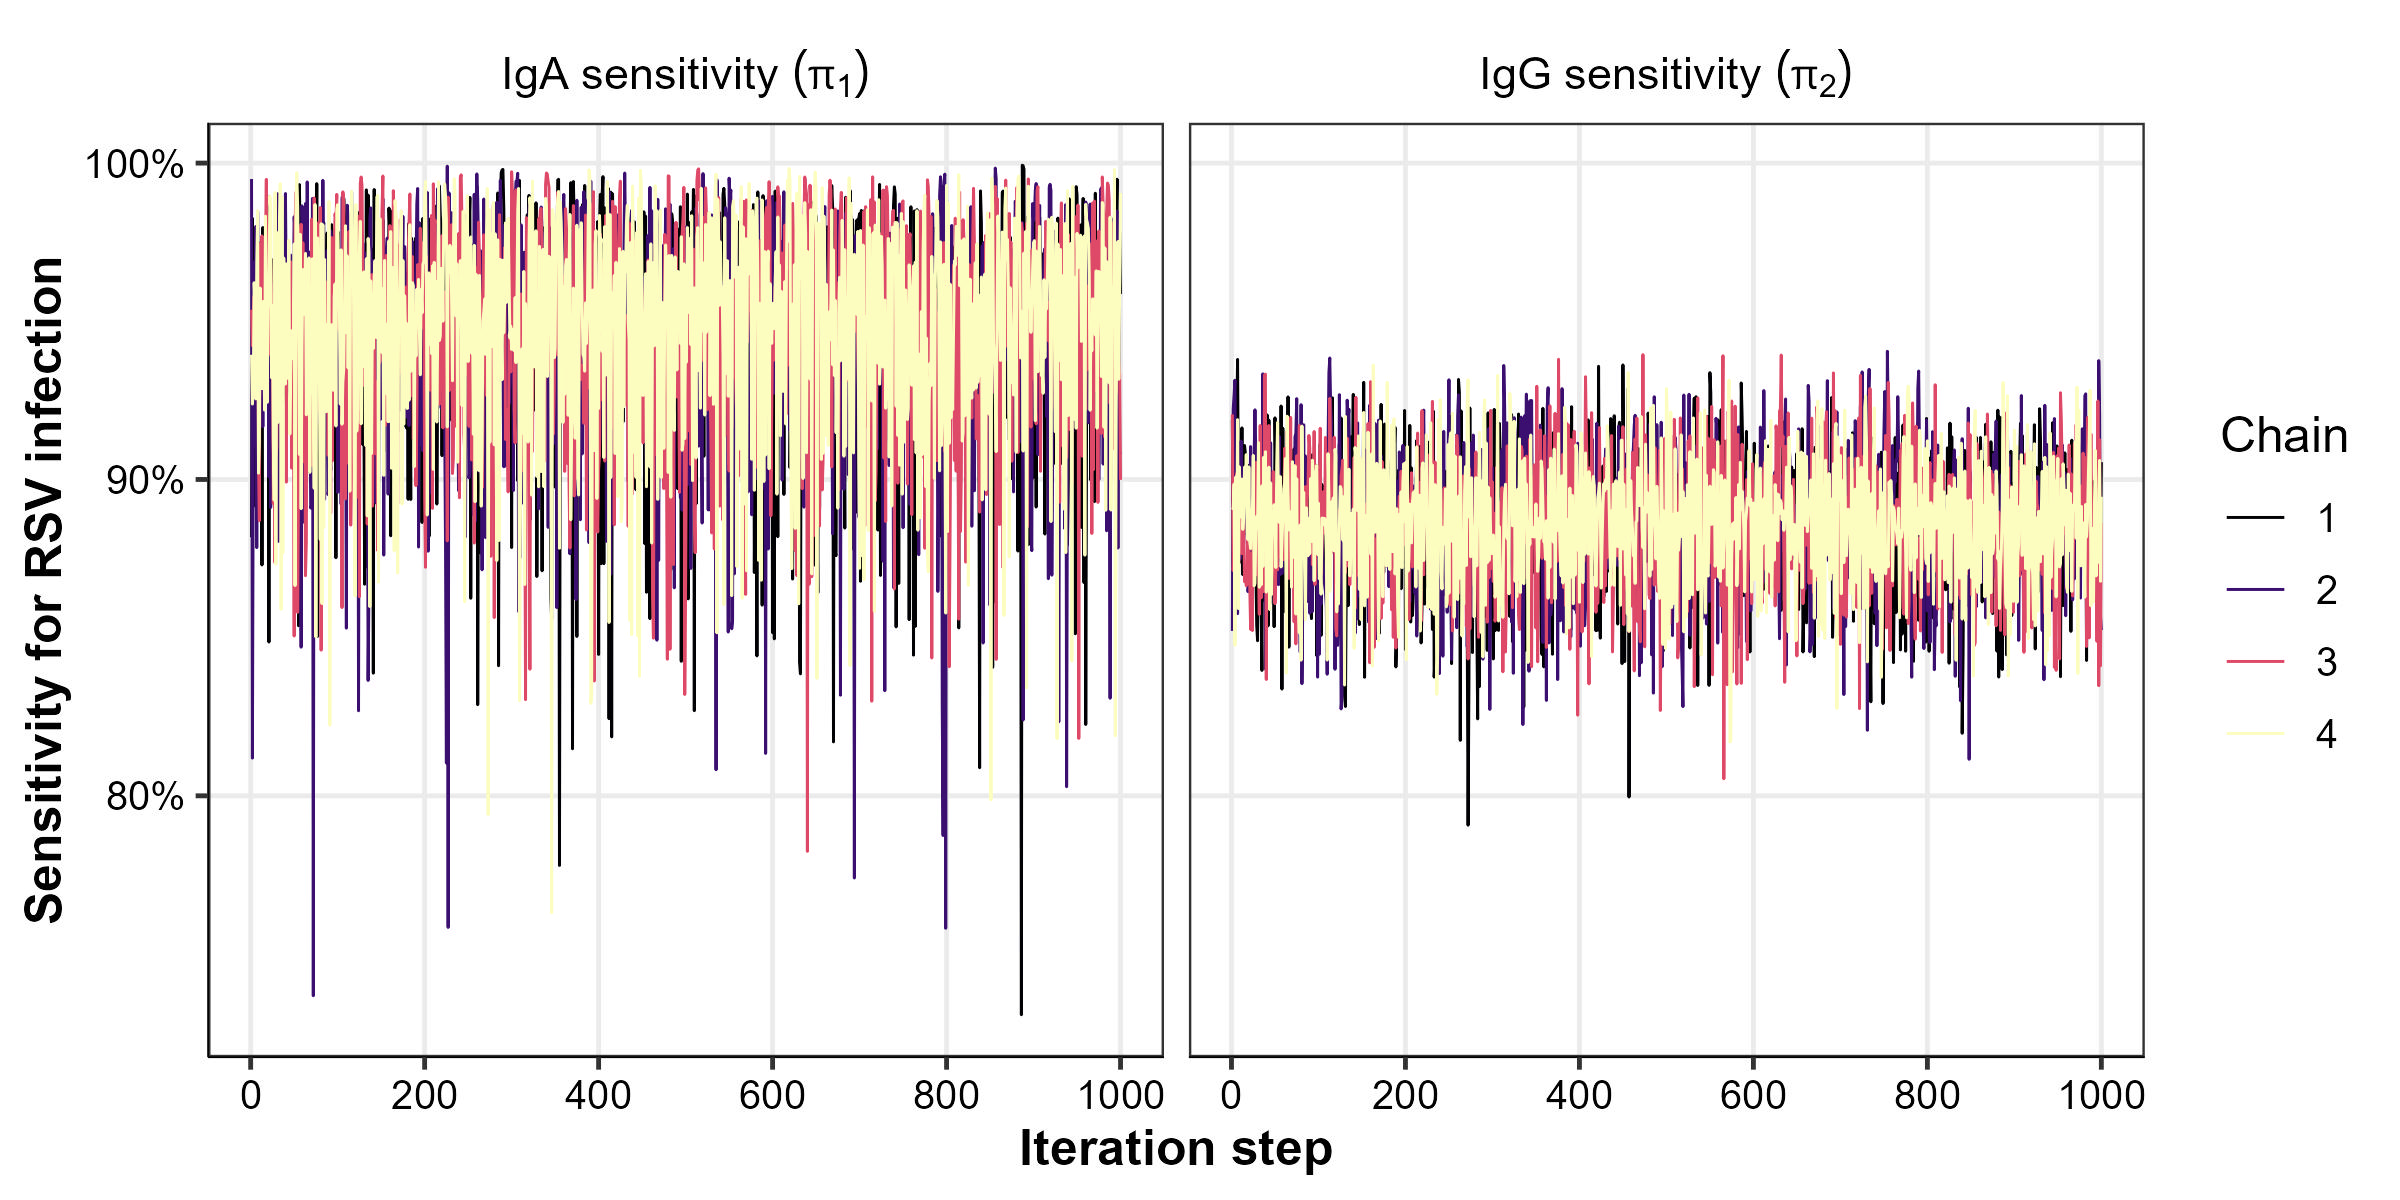 IgA sensitivity (π₁)
IgG sensitivity (π₂)
Sensitivity for RSV infection
100%
90%
80%
0 200 400 600 800 1000
0 200 400 600 800 1000
Iteration step
Chain
1
2
3
4